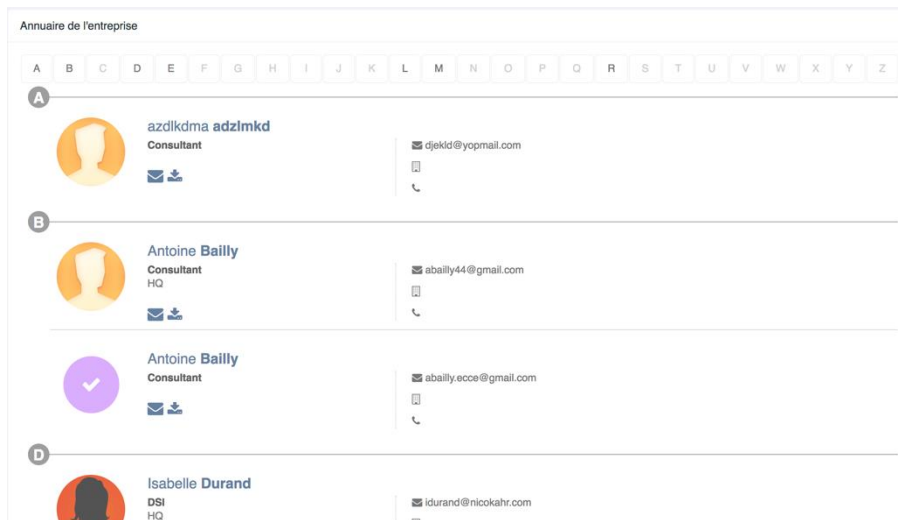 Annuaire de l'entreprise
A B C D E F G H I J K L M N O P Q R S T U V W X Y Z
A
azdlkdma adzlmkd
Consultant
djekld@yopmail.com
B
Antoine Bailly
Consultant
HQ
abailly44@gmail.com
Antoine Bailly
Consultant
abailly.ecce@gmail.com
D
Isabelle Durand
DSI
HQ
idurand@nicokahr.com